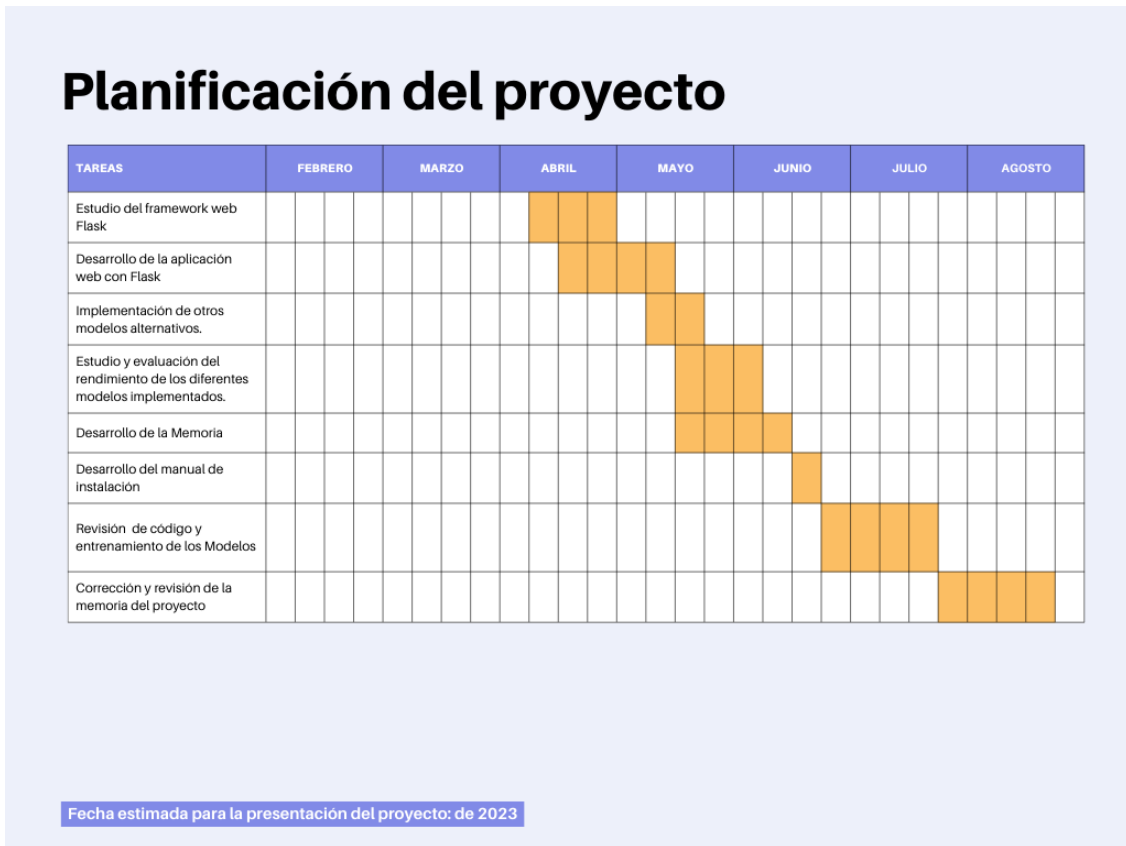 Planificación del proyecto
TAREAS FEBRERO MARZO ABRIL MAYO JUNIO JULIO AGOSTO
Estudio del framework web
Flask
Desarrollo de la aplicación
web con Flask
Implementación de otros
modelos alternativos.
Estudio y evaluación del
rendimiento de los diferentes
modelos implementados.
Desarrollo de la Memoria
Desarrollo del manual de
instalación
Revisión  de código y
entrenamiento de los Modelos
Corrección y revisión de la
memoria del proyecto
Fecha estimada para la presentación del proyecto: de 2023